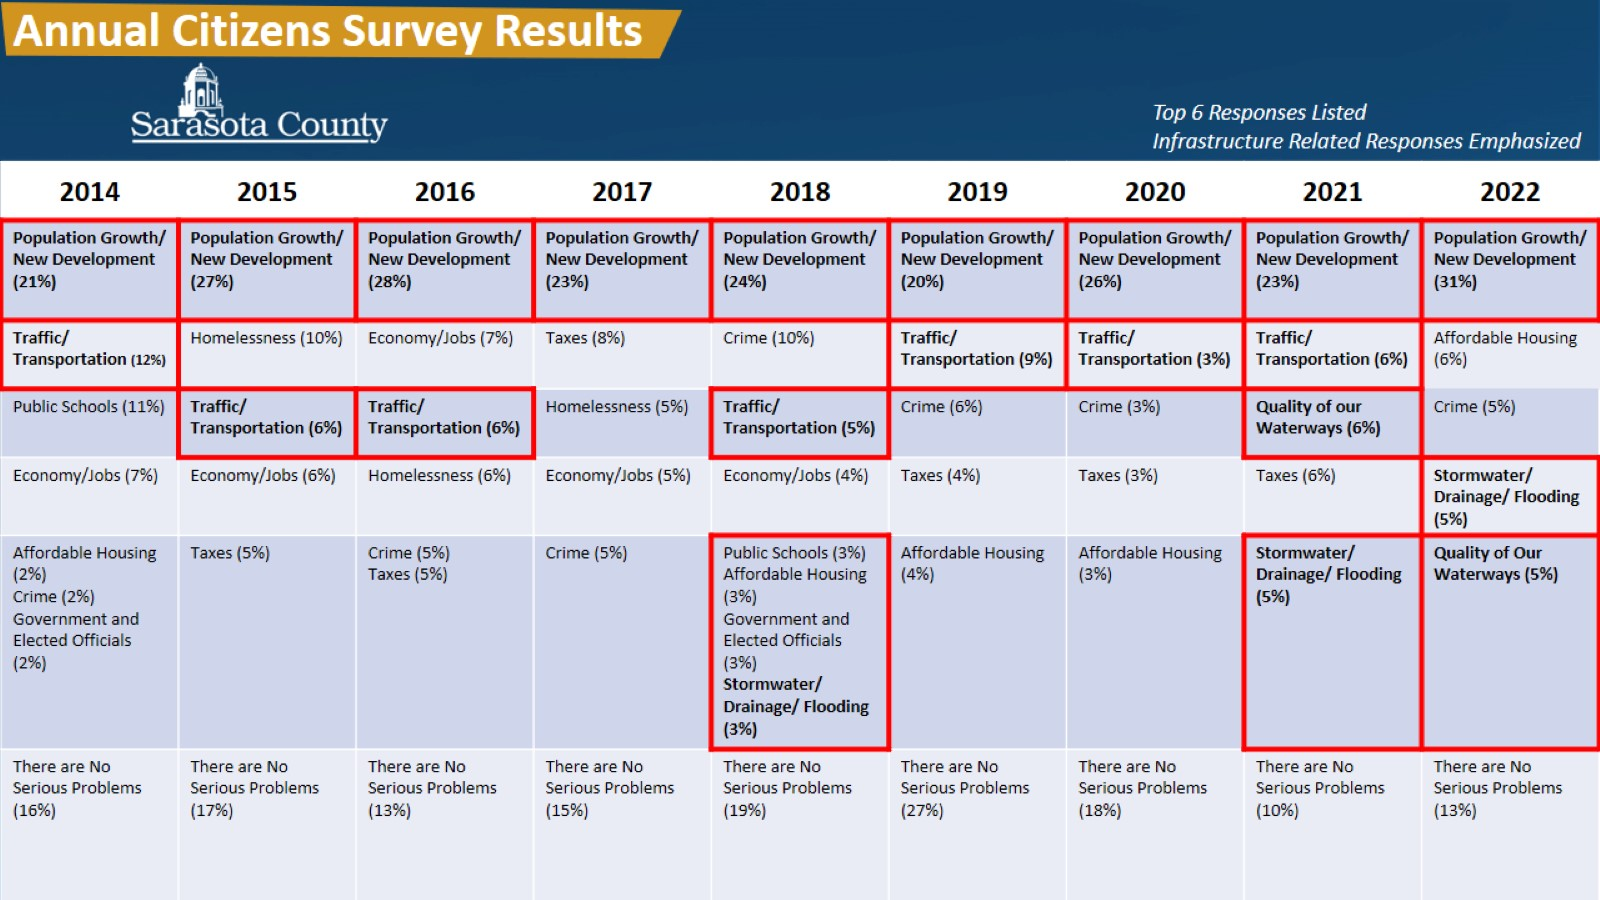 Annual Citizens Survey Results
Sarasota County
Top 6 Responses Listed
Infrastructure Related Responses Emphasized
2014 2015 2016 2017 2018 2019 2020 2021 2022
Population Growth/
New Development
(21%)
Population Growth/
New Development
(27%)
Population Growth/
New Development
(28%)
Population Growth/
New Development
(23%)
Population Growth/
New Development
(24%)
Population Growth/
New Development
(20%)
Population Growth/
New Development
(26%)
Population Growth/
New Development
(23%)
Population Growth/
New Development
(31%)
Traffic/
Transportation (12%)
Homelessness (10%)
Economy/Jobs (7%)
Taxes (8%)
Crime (10%)
Traffic/
Transportation (9%)
Traffic/
Transportation (3%)
Traffic/
Transportation (6%)
Affordable Housing
(6%)
Public Schools (11%)
Traffic/
Transportation (6%)
Traffic/
Transportation (6%)
Homelessness (5%)
Traffic/
Transportation (5%)
Crime (6%)
Crime (3%)
Quality of our
Waterways (6%)
Crime (5%)
Economy/Jobs (7%)
Economy/Jobs (6%)
Homelessness (6%)
Economy/Jobs (5%)
Economy/Jobs (4%)
Taxes (4%)
Taxes (3%)
Taxes (6%)
Stormwater/
Drainage/ Flooding
(5%)
Affordable Housing
(2%)
Crime (2%)
Government and
Elected Officials
(2%)
Taxes (5%)
Crime (5%)
Taxes (5%)
Crime (5%)
Public Schools (3%)
Affordable Housing
(3%)
Government and
Elected Officials
(3%)
Stormwater/
Drainage/ Flooding
(3%)
Affordable Housing
(4%)
Affordable Housing
(3%)
Stormwater/
Drainage/ Flooding
(5%)
Quality of Our
Waterways (5%)
There are No
Serious Problems
(16%)
There are No
Serious Problems
(17%)
There are No
Serious Problems
(13%)
There are No
Serious Problems
(15%)
There are No
Serious Problems
(19%)
There are No
Serious Problems
(27%)
There are No
Serious Problems
(18%)
There are No
Serious Problems
(10%)
There are No
Serious Problems
(13%)